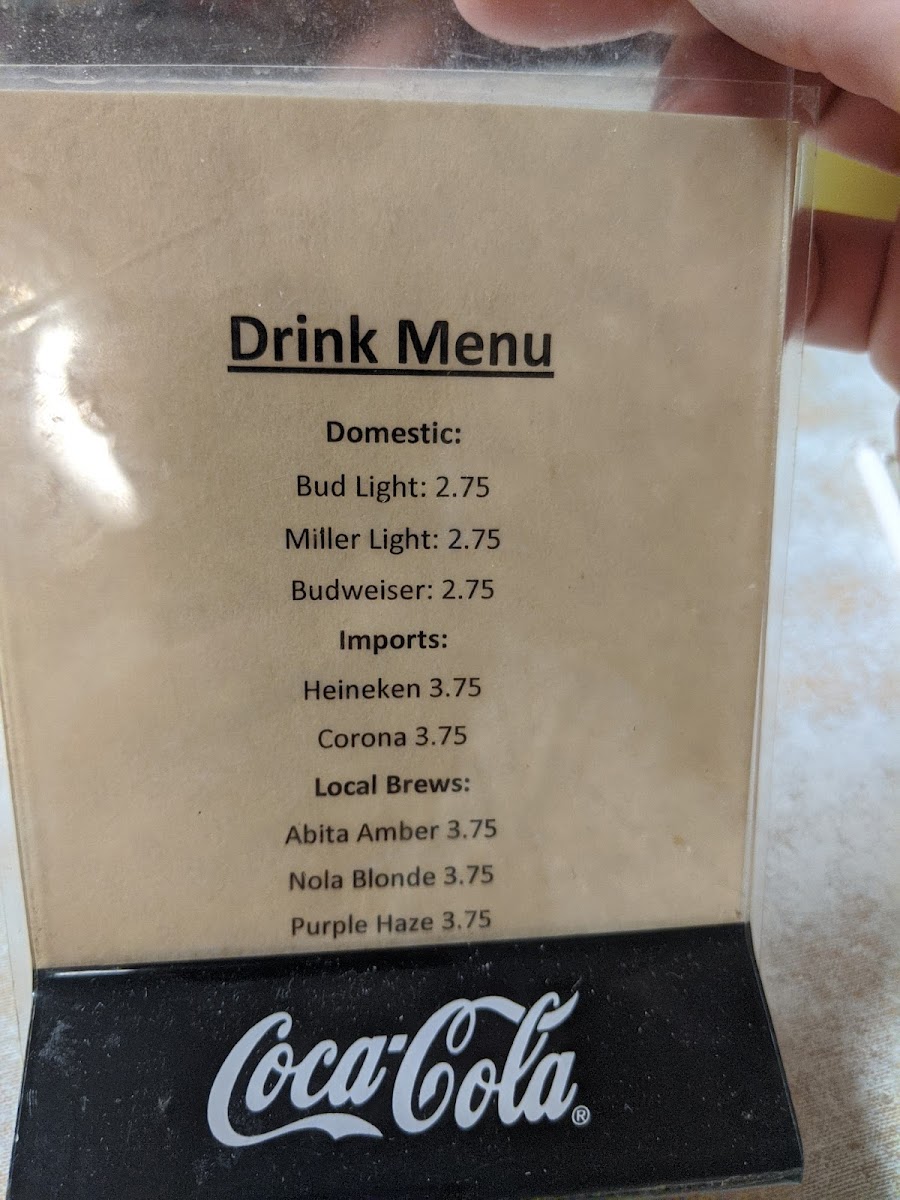 Drink Menu
Domestic:
Bud Light: 2.75
Miller Light: 2.75
Budweiser: 2.75
Imports:
Heineken 3.75
Corona 3.75
Local Brews:
Abita Amber 3.75
Nola Blonde 3.75
Purple Haze 3.75
Coca-Cola®